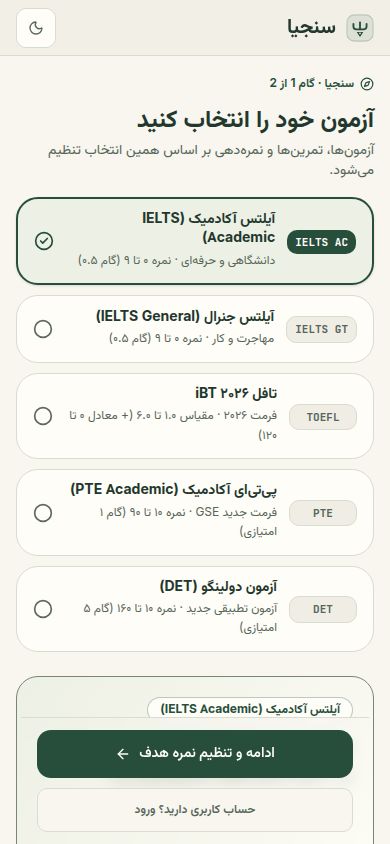 سنجیا
سنجیا · گام 1 از 2
آزمون خود را انتخاب کنید
آزمون‌ها، تمرین‌ها و نمره‌دهی بر اساس همین انتخاب تنظیم
می‌شود.
IELTS AC
آیلتس آکادمیک (IELTS
Academic)
دانشگاهی و حرفه‌ای · نمره ۰ تا ۹ (گام ۰.۵)
IELTS GT
آیلتس جنرال (IELTS General)
مهاجرت و کار · نمره ۰ تا ۹ (گام ۰.۵)
TOEFL
تافل iBT ۲۰۲۶
فرمت ۲۰۲۶ · مقیاس ۱.۰ تا ۶.۰ (+ معادل ۰ تا
۱۲۰)
PTE
پی‌تی‌ای آکادمیک (PTE Academic)
فرمت جدید GSE · نمره ۱۰ تا ۹۰ (گام ۱
امتیازی)
DET
آزمون دولینگو (DET)
آزمون تطبیقی جدید · نمره ۱۰ تا ۱۶۰ (گام ۵
امتیازی)
آیلتس آکادمیک (IELTS Academic)
ادامه و تنظیم نمره هدف
حساب کاربری دارید؟ ورود